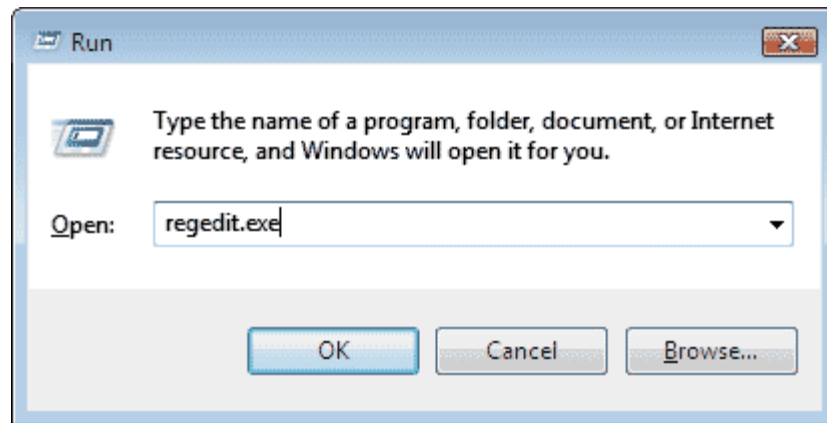 Run
Type the name of a program, folder, document, or Internet
resource, and Windows will open it for you.
Open: regedit.exe
OK Cancel Browse...